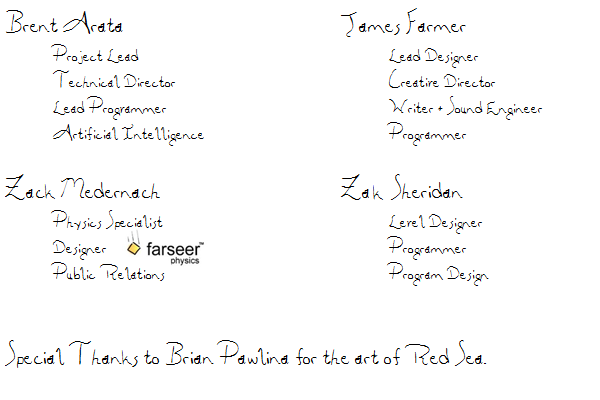 Brent Arata
Project Lead
Technical Director
Lead Programmer
Artificial Intelligence
James Farmer
Lead Designer
Creative Director
Writer + Sound Engineer
Programmer
Zack Medernach
Physics Specialist
Designer
farseer™
physics
Public Relations
Zak Sheridan
Level Designer
Programmer
Program Design
Special Thanks to Brian Pawlina for the art of Red Sea.